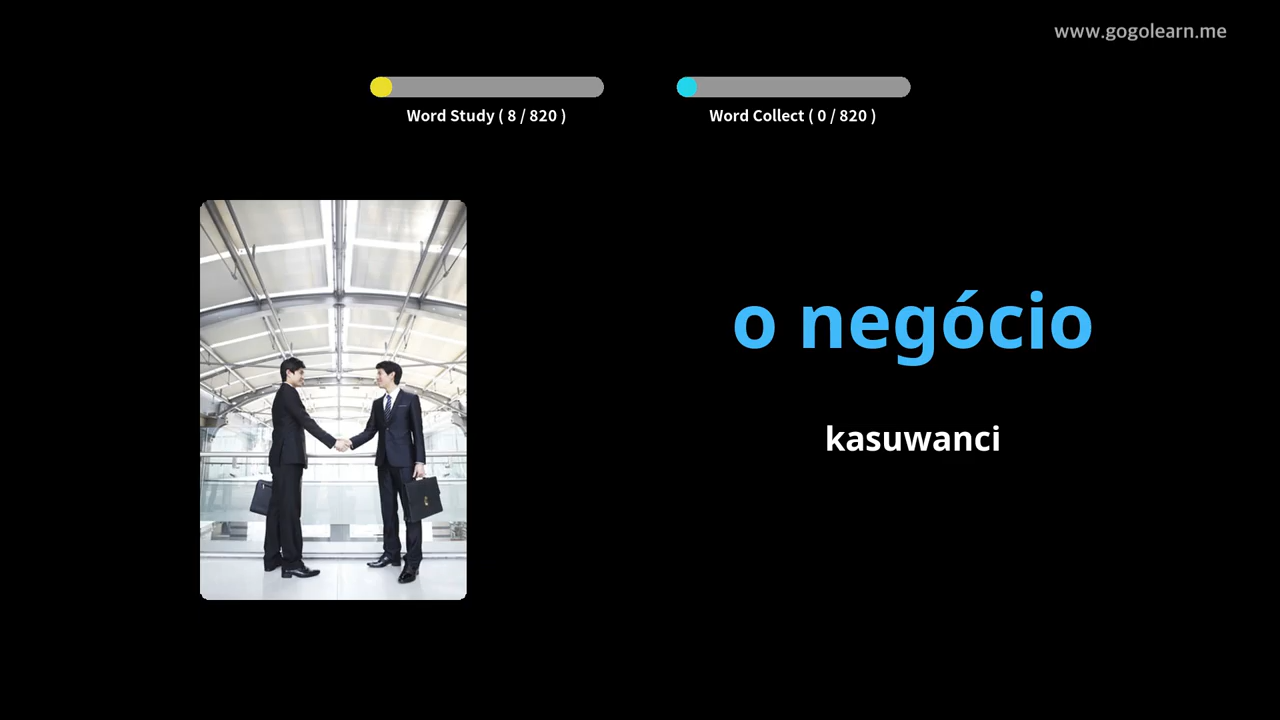 www.gogolearn.me
Word Study ( 8 / 820 )
Word Collect ( 0 / 820 )
o negócio
kasuwanci